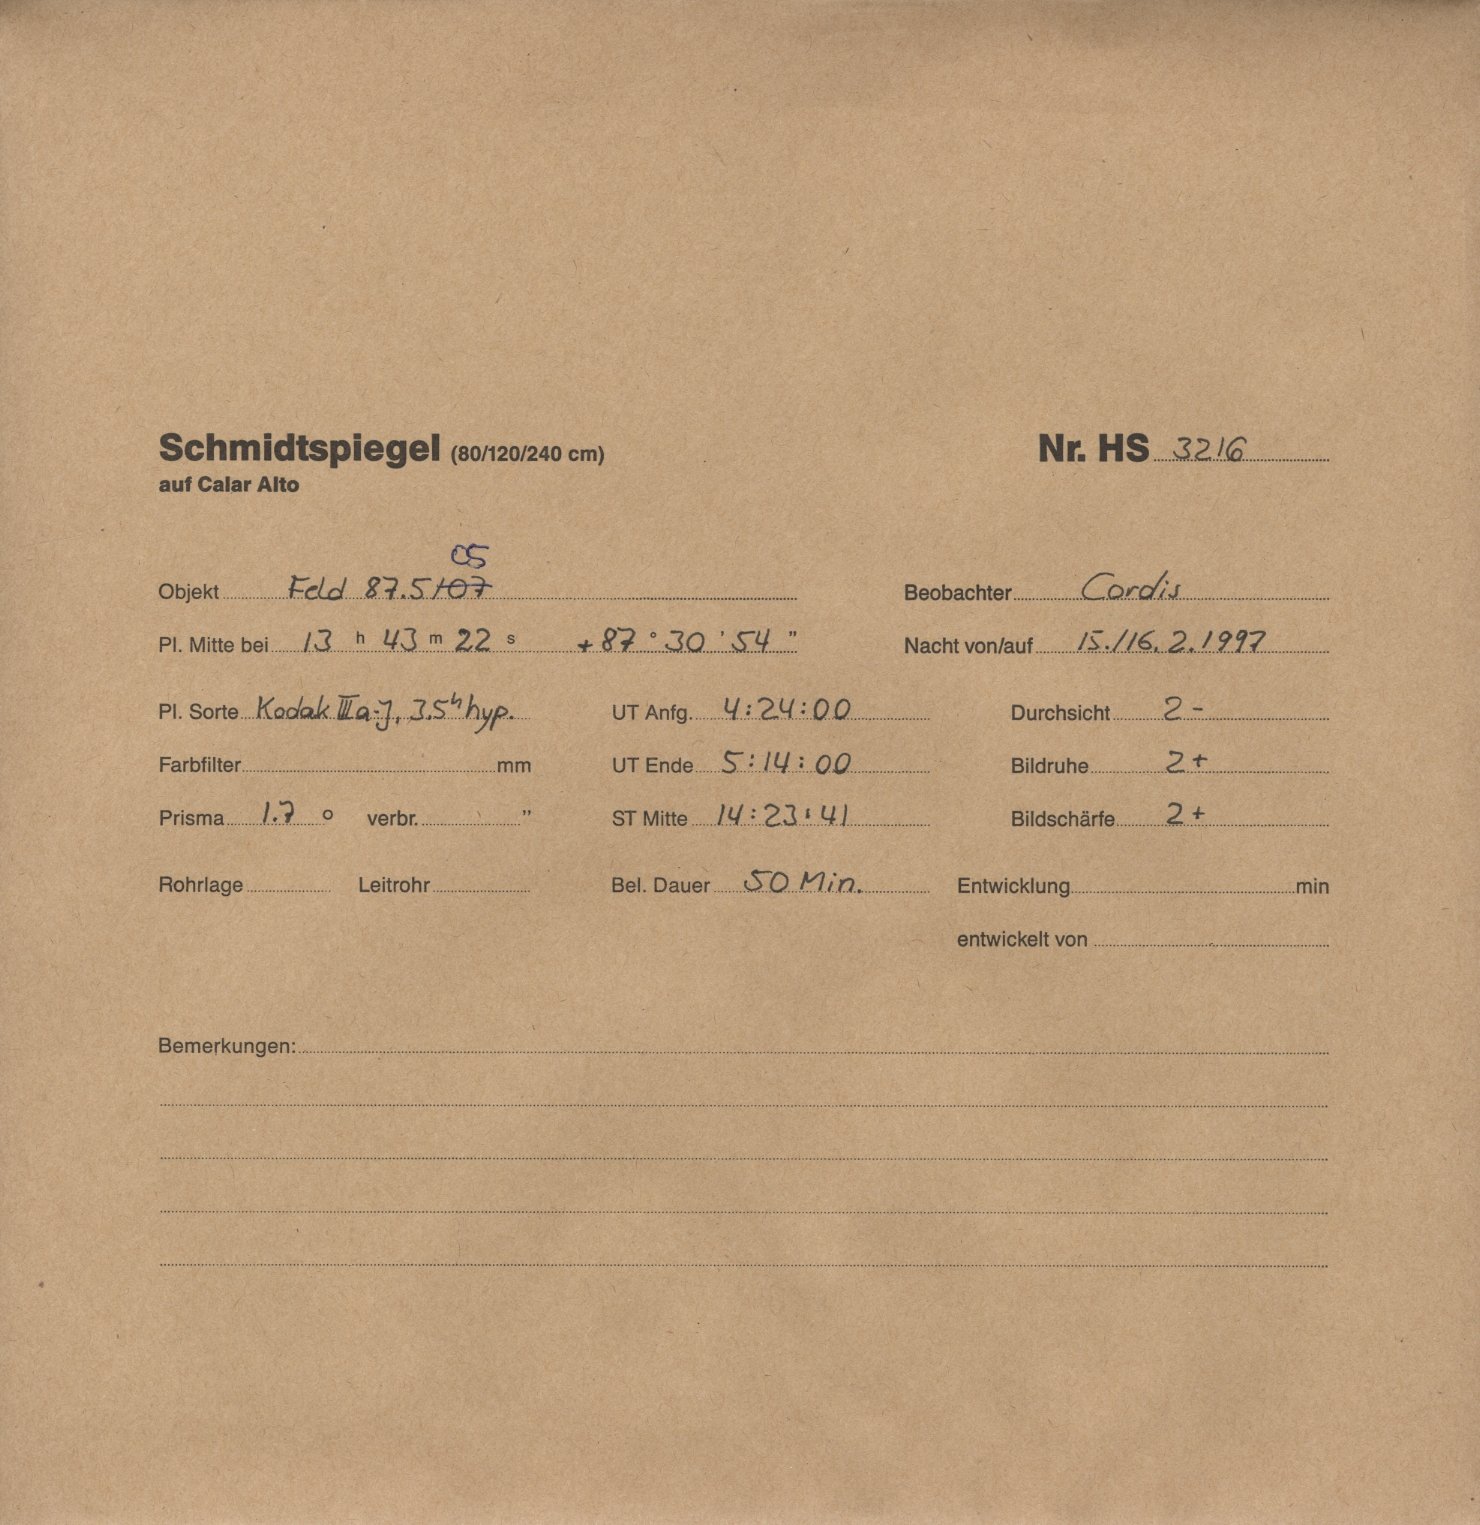 Schmidtspiegel (80/120/240 cm) Nr. HS 3216
auf Calar Alto
05
Objekt Feld 87.5/07 Beobachter Cordis
Pl. Mitte bei 13 h 43 m 22 s +87 ° 30 ' 54 " Nacht von/auf 15./16.2.1997
Pl. Sorte Kodak IIIa-J, 3.5h hyp. UT Anfg. 4:24:00 Durchsicht 2-
Farbfilter mm UT Ende 5:14:00 Bildruhe 2+
Prisma 1.7 ° verbr. " ST Mitte 14:23:41 Bildschärfe 2+
Rohrlage Leitrohr Bel. Dauer 50 Min. Entwicklung min
entwickelt von
Bemerkungen: